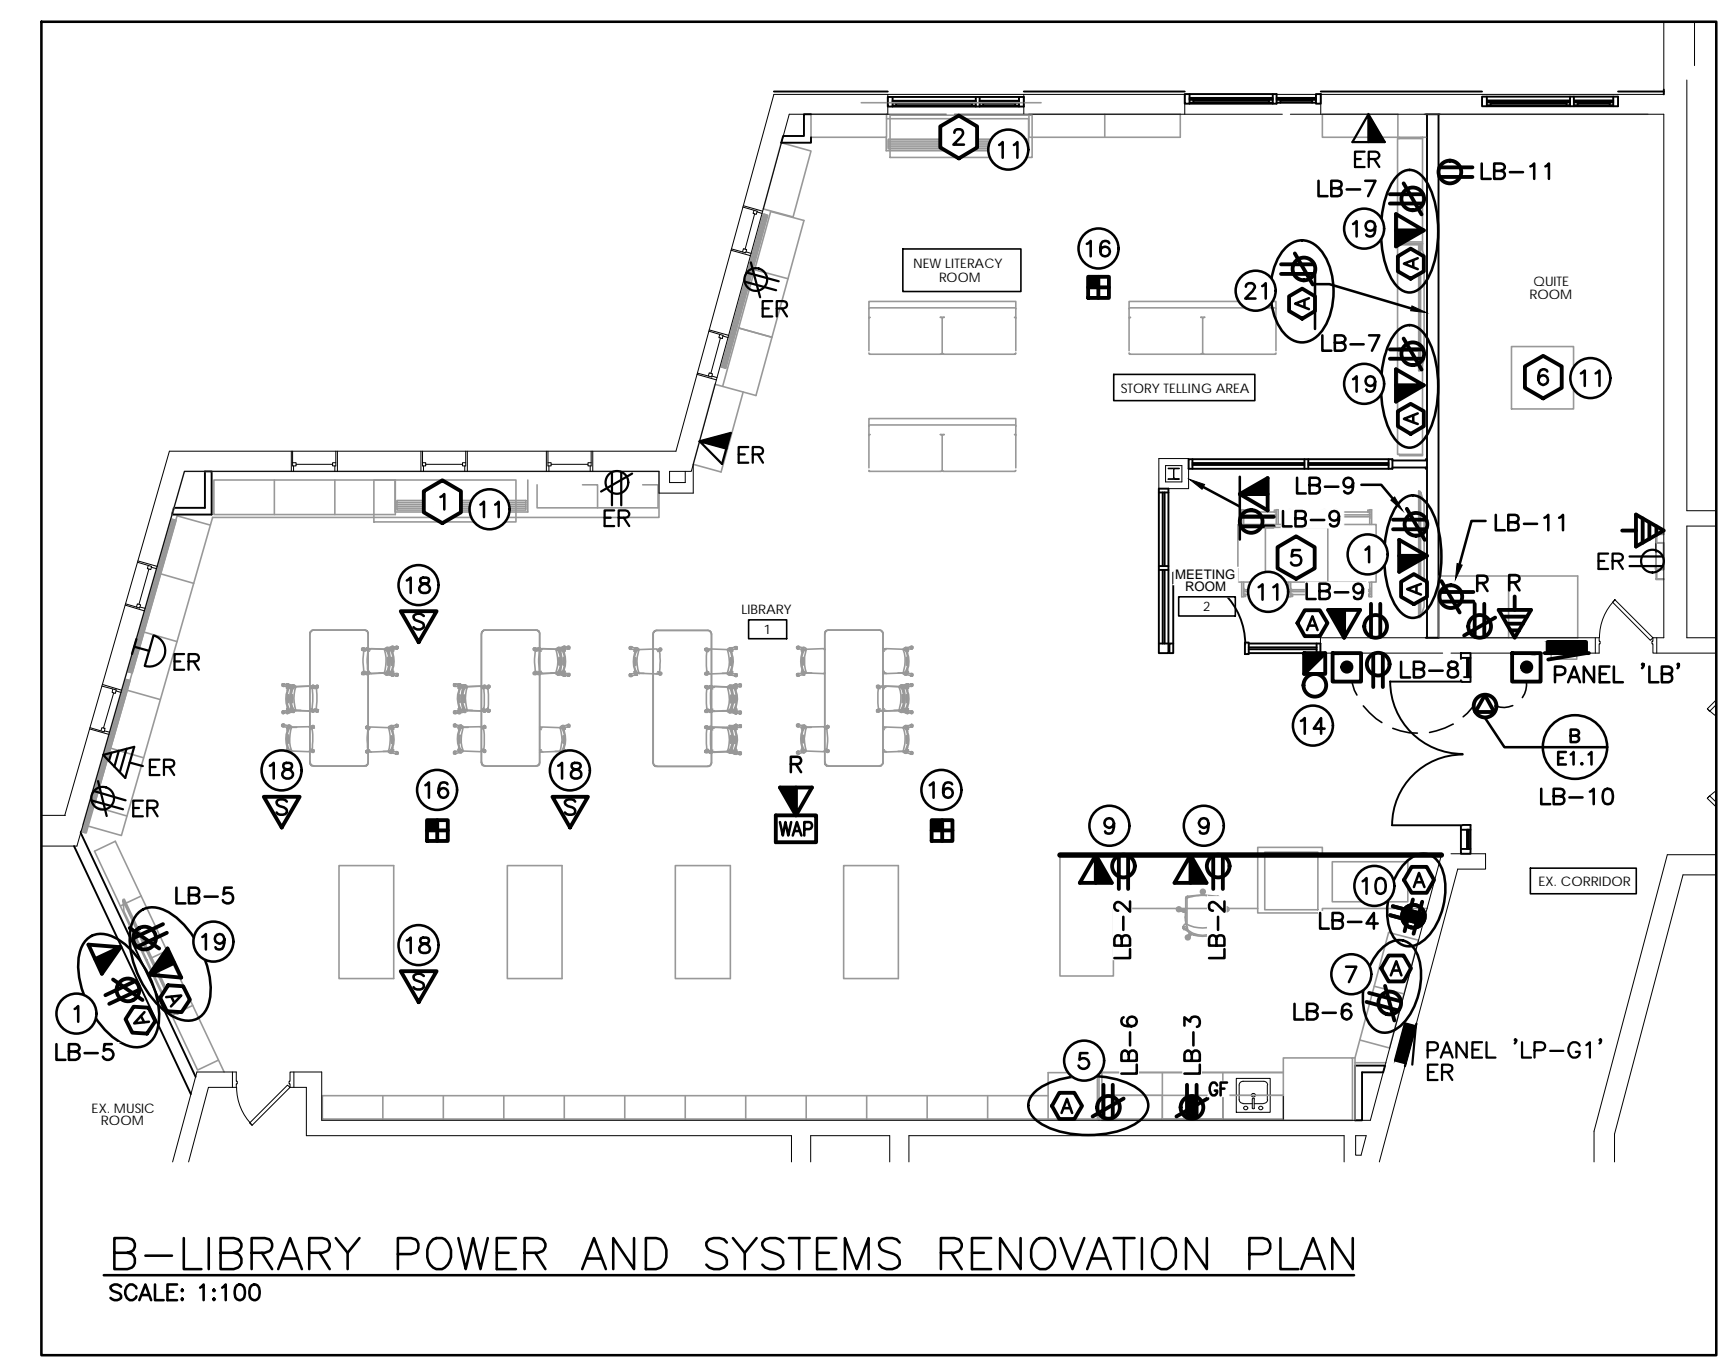 2
11
ER
LB-7
LB-11
19
A
16
NEW LITERACY
ROOM
21
A
QUITE
ROOM
ER
LB-7
6
11
19
A
STORY TELLING AREA
ER
H
1
11
ER
LB-9
LB-9
LB-11
5
1
ER
MEETING
ROOM
2
11
LB-9
A
R
R
A
18
S
LIBRARY
1
ER
LB-8
PANEL 'LB'
14
B
E1.1
LB-10
ER
18
S
18
S
R
16
16
WAP
ER
9
9
10
A
LB-4
EX. CORRIDOR
LB-5
19
A
LB-2
LB-2
18
S
7
A
LB-6
1
A
LB-5
LB-6
LB-3
5
A
GF
PANEL 'LP-G1'
ER
EX. MUSIC
ROOM
B-LIBRARY POWER AND SYSTEMS RENOVATION PLAN
SCALE: 1:100